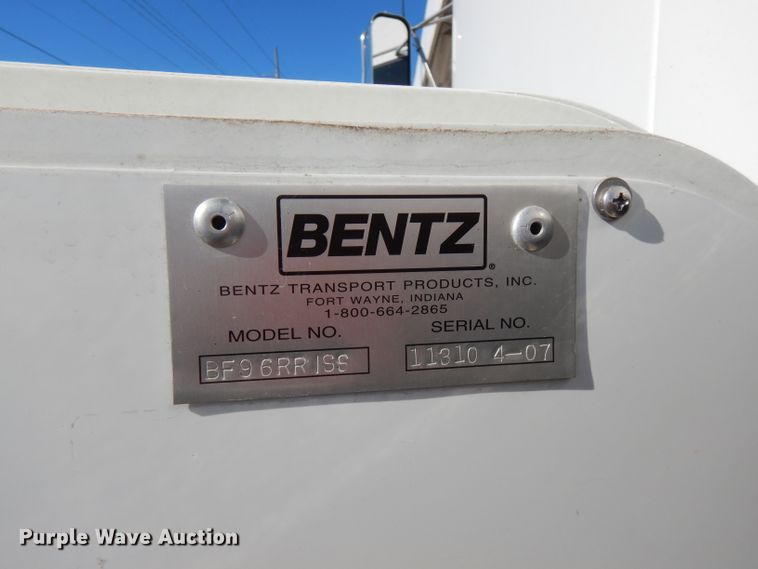 BENTZ®
BENTZ TRANSPORT PRODUCTS, INC.
FORT WAYNE, INDIANA
1-800-664-2865
MODEL NO. SERIAL NO.
BF96RRISS 11310 4-07
Purple Wave Auction